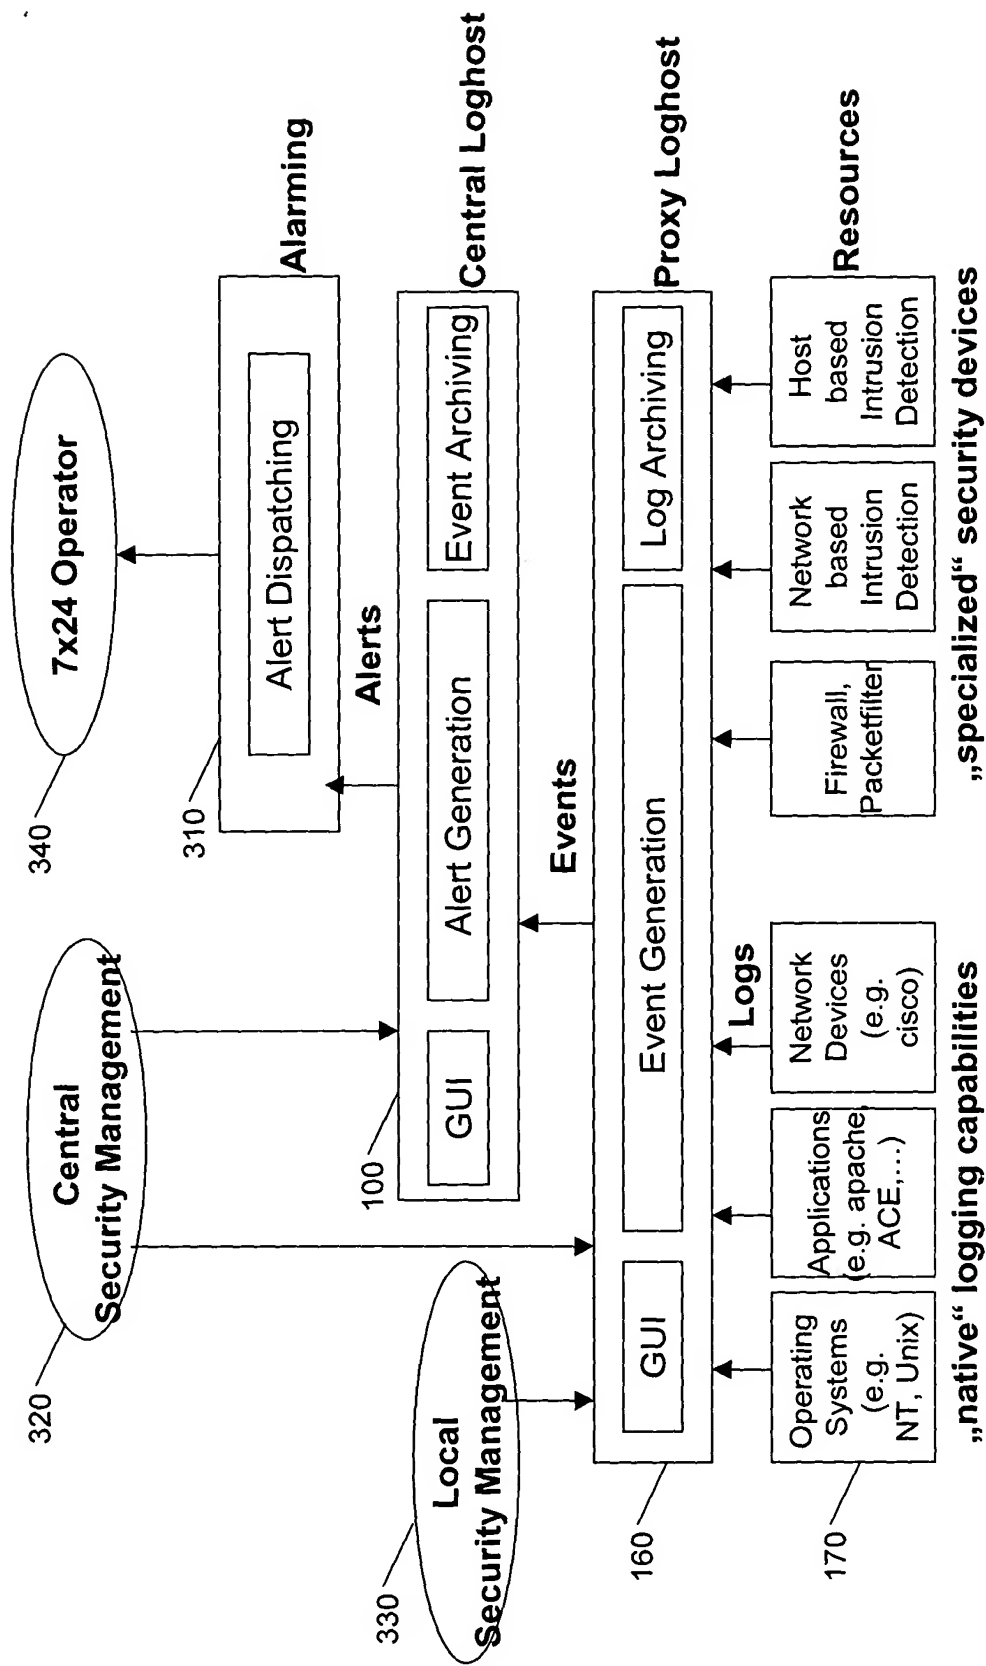 340
7x24 Operator
310
Alert Dispatching
Alarming
Alerts
320
Central
Security Management
100
GUI
Alert Generation
Event Archiving
Central Loghost
Events
330
Local
Security Management
160
GUI
Event Generation
Log Archiving
Proxy Loghost
Logs
170
Operating
Systems
(e.g.
NT, Unix)
Applications
(e.g. apache,
ACE,...)
Network
Devices
(e.g.
cisco)
Firewall,
Packetfilter
Network
based
Intrusion
Detection
Host
based
Intrusion
Detection
Resources
„native“ logging capabilities
„specialized“ security devices